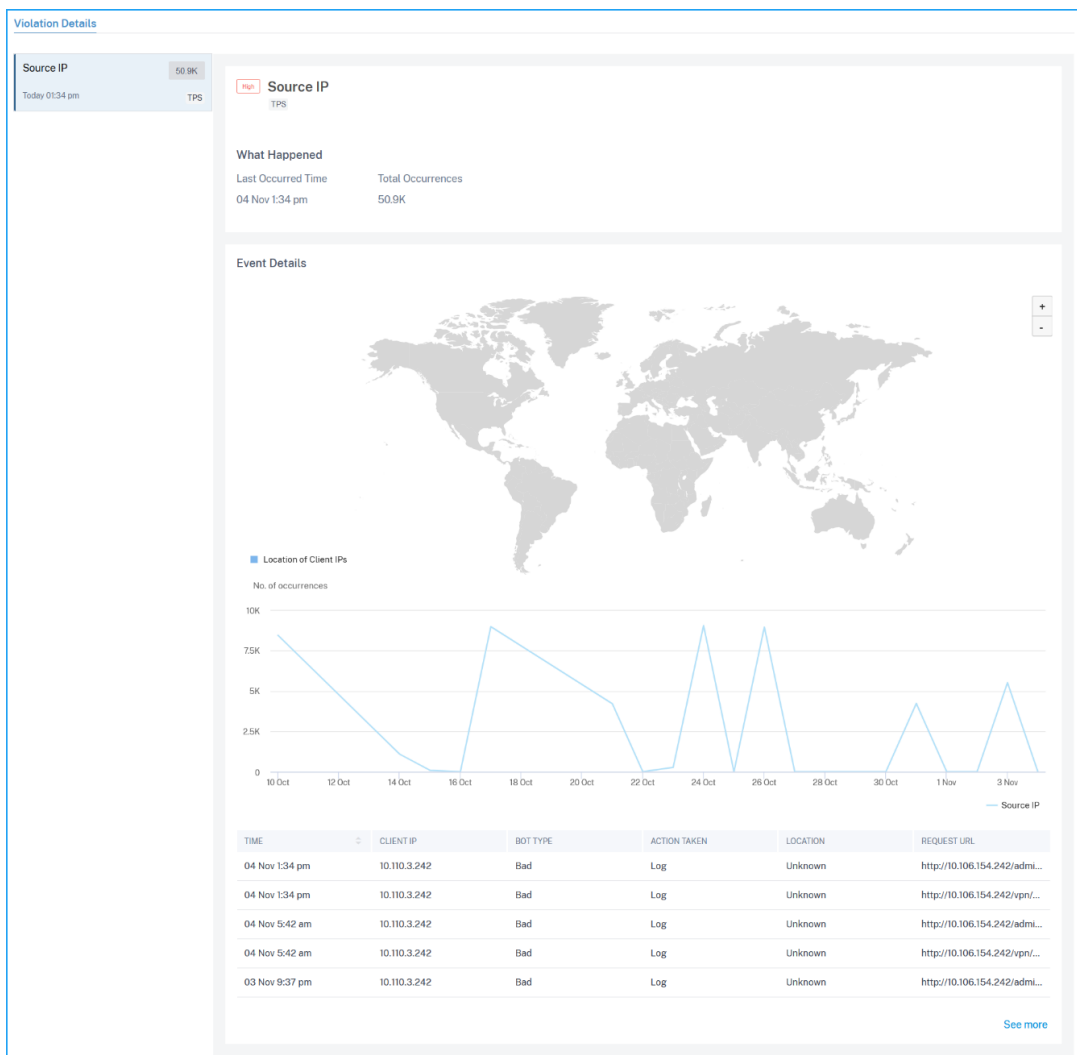 Violation Details
Source IP 50.9K
Today 01:34 pm TPS
High Source IP
TPS
What Happened
Last Occurred Time Total Occurrences
04 Nov 1:34 pm 50.9K
Event Details
+
-
Location of Client IPs
No. of occurrences
10K
7.5K
5K
2.5K
0
10 Oct 12 Oct 14 Oct 16 Oct 18 Oct 20 Oct 22 Oct 24 Oct 26 Oct 28 Oct 30 Oct 1 Nov 3 Nov
Source IP
TIME CLIENT IP BOT TYPE ACTION TAKEN LOCATION REQUEST URL
04 Nov 1:34 pm 10.110.3.242 Bad Log Unknown http://10.106.154.242/admi...
04 Nov 1:34 pm 10.110.3.242 Bad Log Unknown http://10.106.154.242/vpn/...
04 Nov 5:42 am 10.110.3.242 Bad Log Unknown http://10.106.154.242/admi...
04 Nov 5:42 am 10.110.3.242 Bad Log Unknown http://10.106.154.242/vpn/...
03 Nov 9:37 pm 10.110.3.242 Bad Log Unknown http://10.106.154.242/admi...
See more